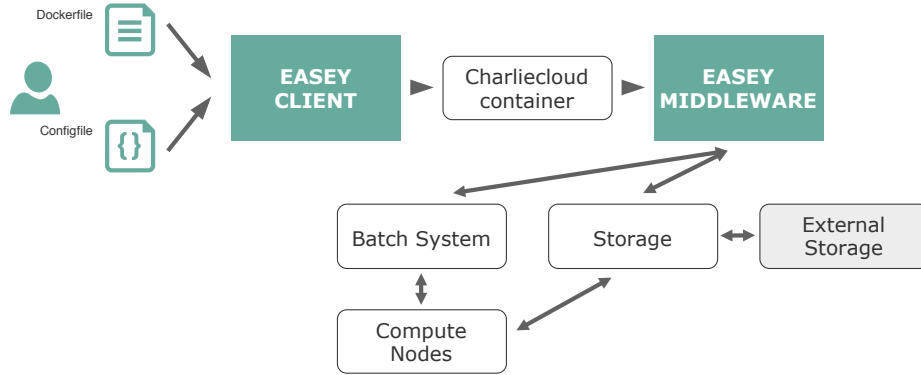 Dockerfile
Configfile
{}
EASEY
CLIENT
Charliecloud
container
EASEY
MIDDLEWARE
Batch System
Storage
External
Storage
Compute
Nodes